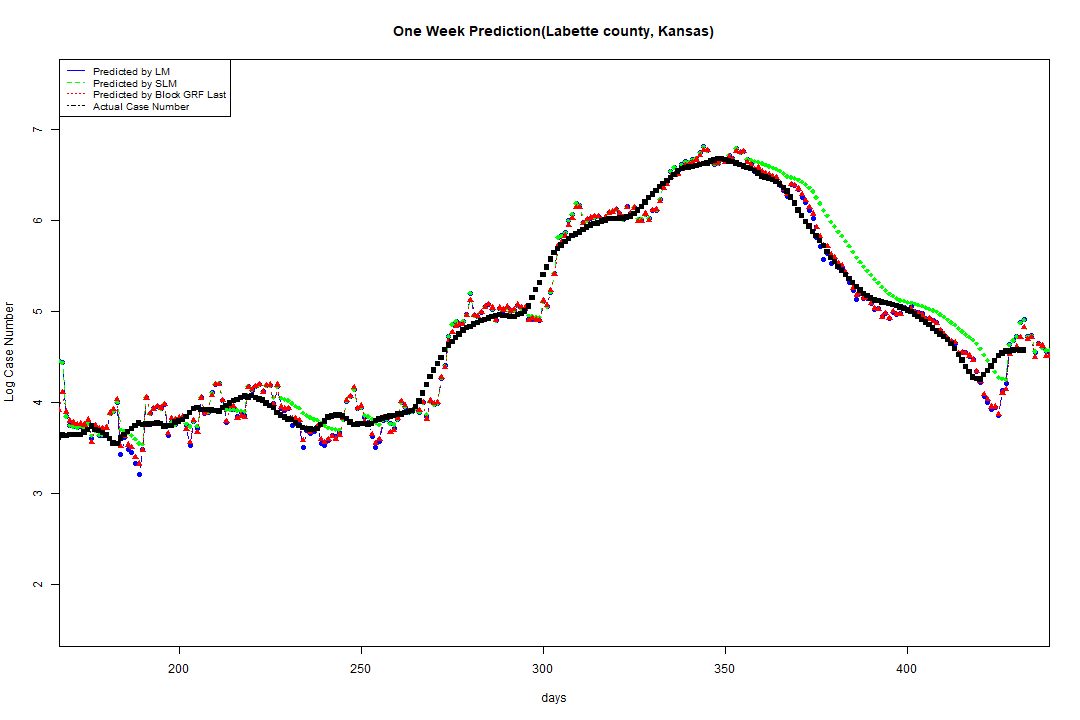 One Week Prediction(Labette county, Kansas)
Predicted by LM
Predicted by SLM
Predicted by Block GRF Last
Actual Case Number
7
6
5
4
3
2
Log Case Number
200 250 300 350 400
days